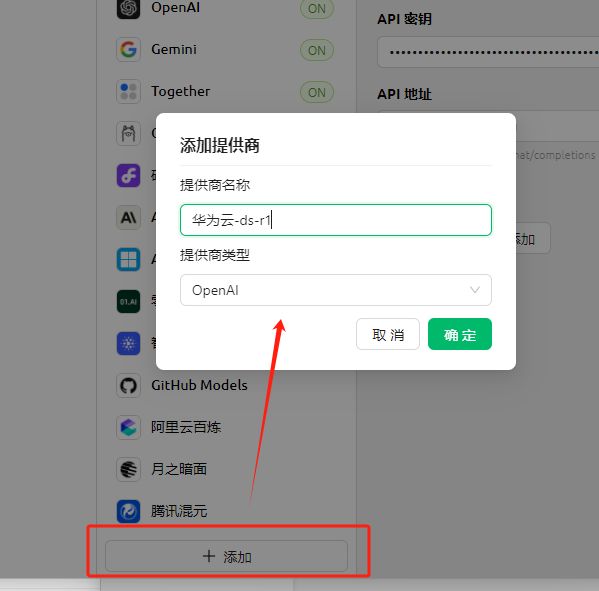 OpenAI
ON
API 密钥
Gemini
ON
Together
ON
API 地址
添加提供商
hat/completions
提供商名称
华为云-ds-r1
添加
提供商类型
OpenAI
01.AI
取 消
确 定
GitHub Models
阿里云百炼
月之暗面
腾讯混元
+ 添加